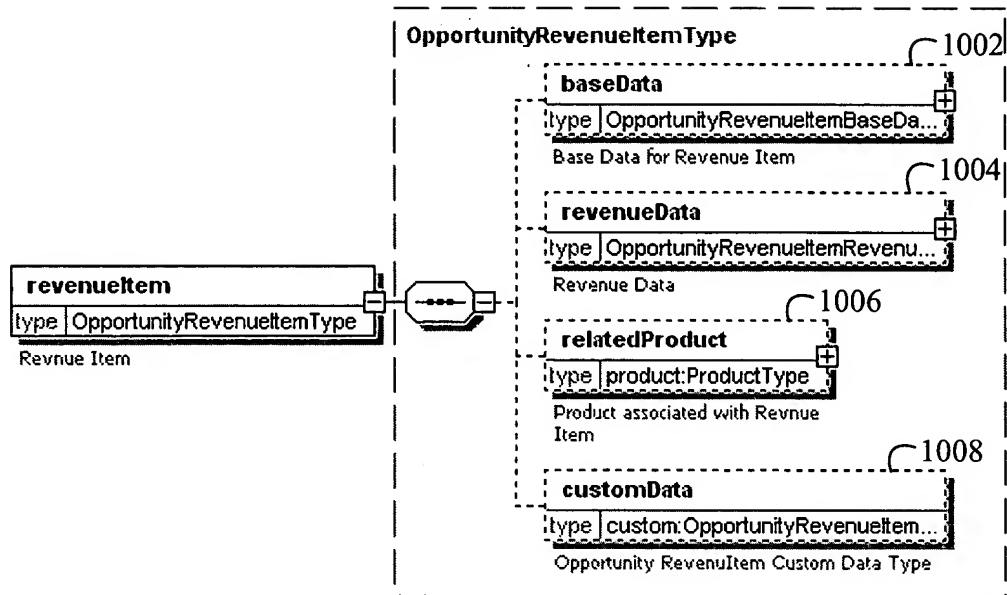 OpportunityRevenueItemType
1002
baseData
type OpportunityRevenueItemBaseDa...
Base Data for Revenue Item
1004
revenueData
type OpportunityRevenueItemRevenu...
Revenue Data
1006
revenueItem
type OpportunityRevenueItemType
Revnue Item
relatedProduct
type product:ProductType
Product associated with Revnue
Item
1008
customData
type custom:OpportunityRevenueItem...
Opportunity RevenuItem Custom Data Type